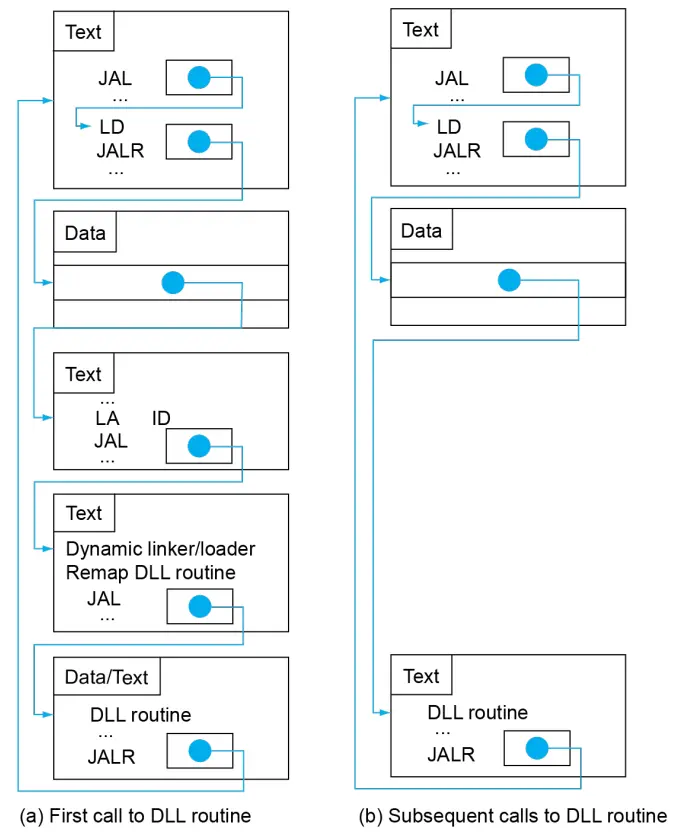 Text
JAL
...
LD
JALR
...
Data
Text
...
LA ID
JAL
...
Text
Dynamic linker/loader
Remap DLL routine
JAL
...
Data/Text
DLL routine
...
JALR
(a) First call to DLL routine
Text
JAL
...
LD
JALR
...
Data
Text
DLL routine
...
JALR
(b) Subsequent calls to DLL routine